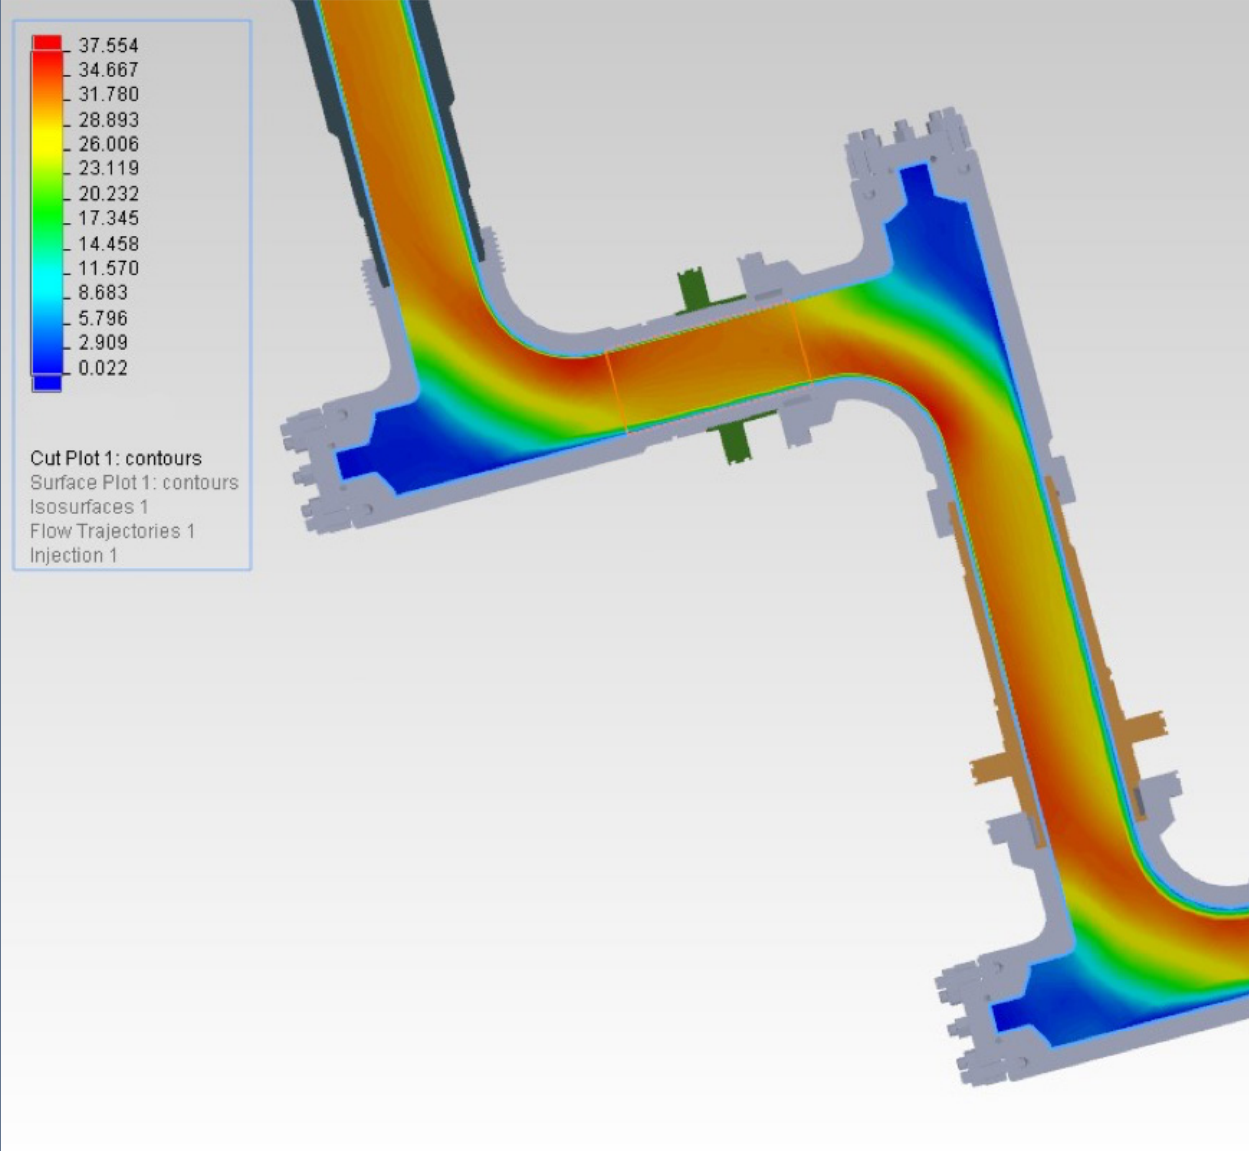 37.554
34.667
31.780
28.893
26.006
23.119
20.232
17.345
14.458
11.570
8.683
5.796
2.909
0.022
Cut Plot 1: contours
Surface Plot 1: contours
Isosurfaces 1
Flow Trajectories 1
Injection 1